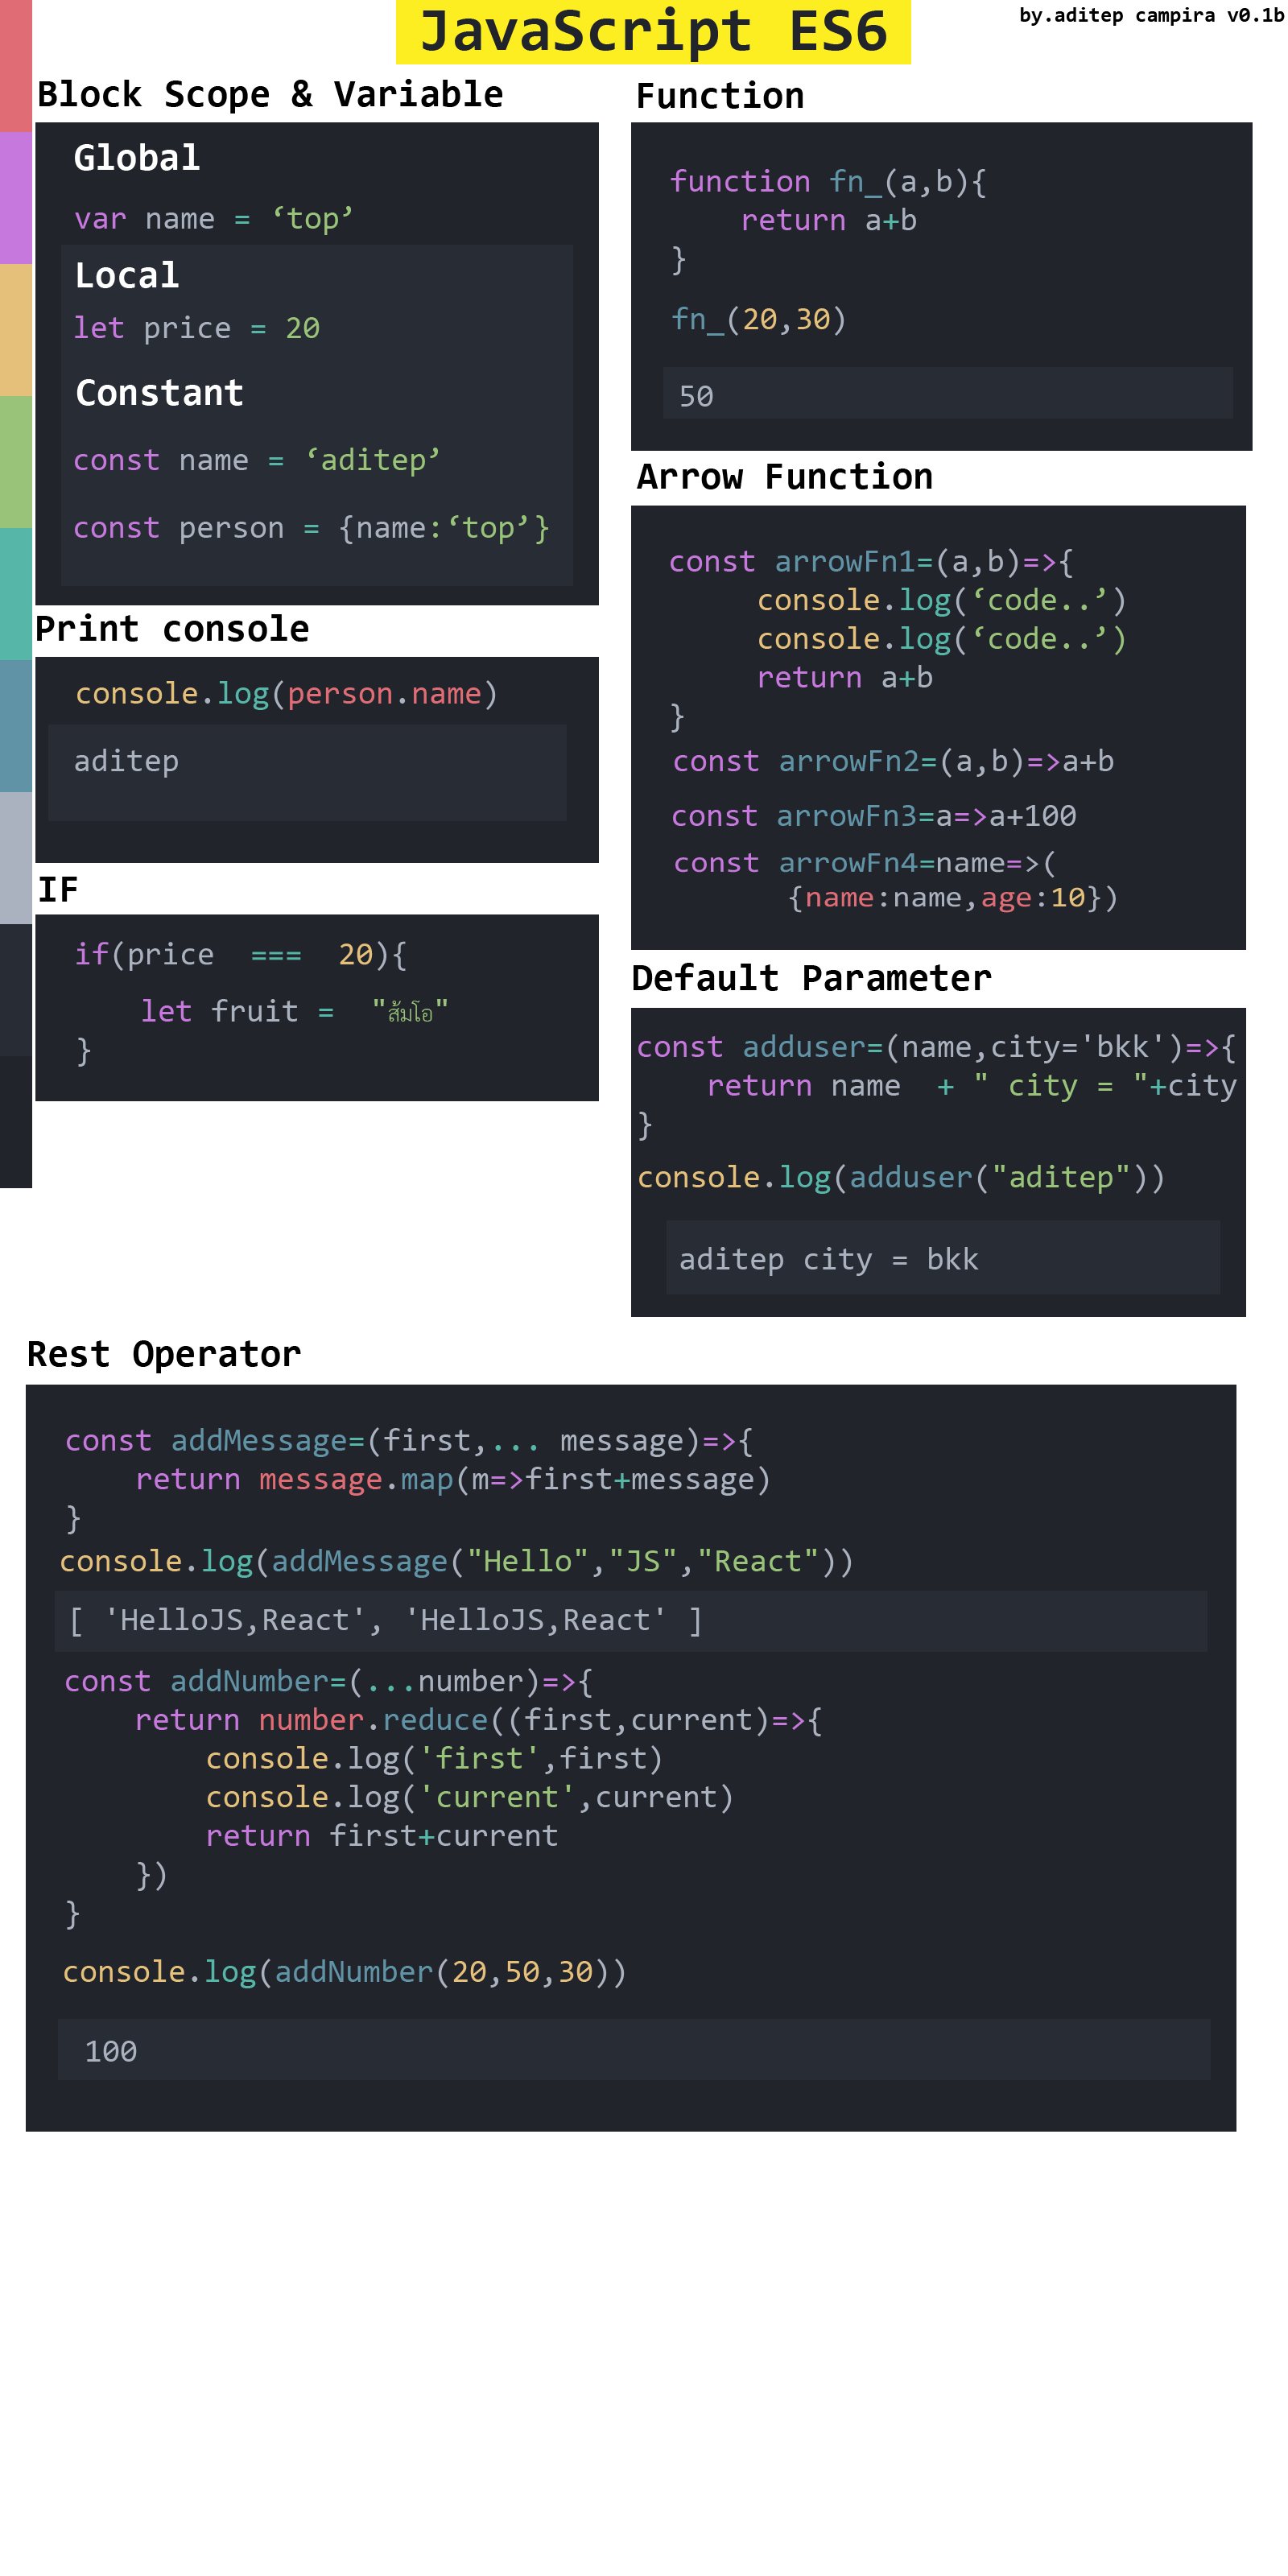 JavaScript ES6
by.aditep campira v0.1b
Block Scope & Variable
Global
var name = ‘top’
Local
let price = 20
Constant
const name = ‘aditep’
const person = {name:‘top’}
Print console
console.log(person.name)
aditep
IF
if(price  ===  20){
    let fruit =  "ส้มโอ"
}
Function
function fn_(a,b){
    return a+b
}
fn_(20,30)
50
Arrow Function
const arrowFn1=(a,b)=>{
     console.log(‘code..’)
     console.log(‘code..’)
     return a+b
}
const arrowFn2=(a,b)=>a+b
const arrowFn3=a=>a+100
const arrowFn4=name=>(
       {name:name,age:10})
Default Parameter
const adduser=(name,city='bkk')=>{
    return name  + " city = "+city
}
console.log(adduser("aditep"))
aditep city = bkk
Rest Operator
const addMessage=(first,... message)=>{
    return message.map(m=>first+message)
}
console.log(addMessage("Hello","JS","React"))
[ 'HelloJS,React', 'HelloJS,React' ]
const addNumber=(...number)=>{
    return number.reduce((first,current)=>{
        console.log('first',first)
        console.log('current',current)
        return first+current
    })
}
console.log(addNumber(20,50,30))
100